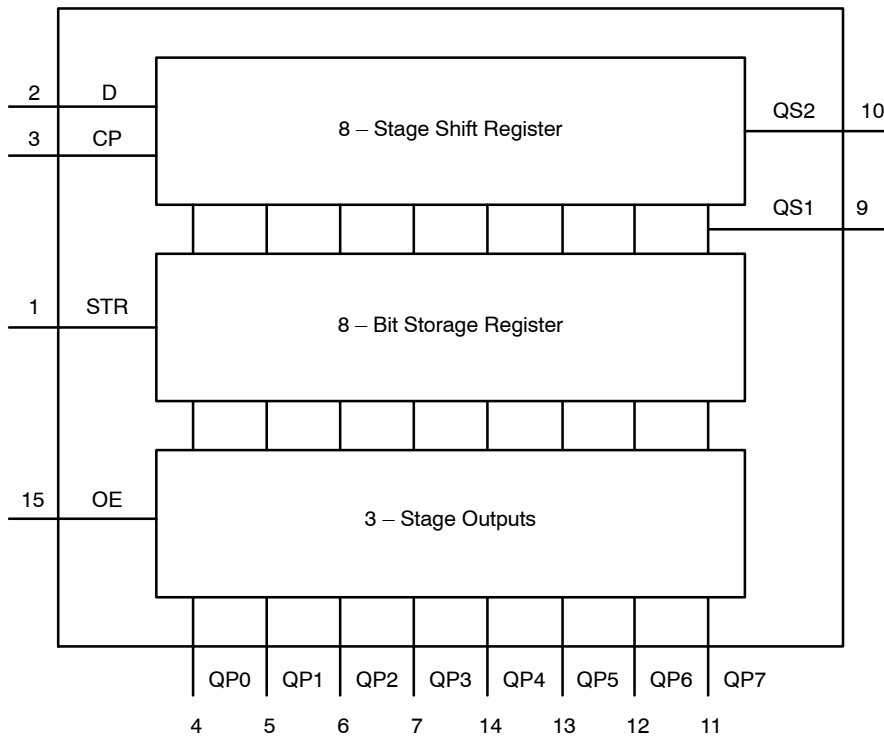 2 D
3 CP
8 – Stage Shift Register
QS2 10
QS1 9
1 STR
8 – Bit Storage Register
15 OE
3 – Stage Outputs
QP0 QP1 QP2 QP3 QP4 QP5 QP6 QP7
4 5 6 7 14 13 12 11